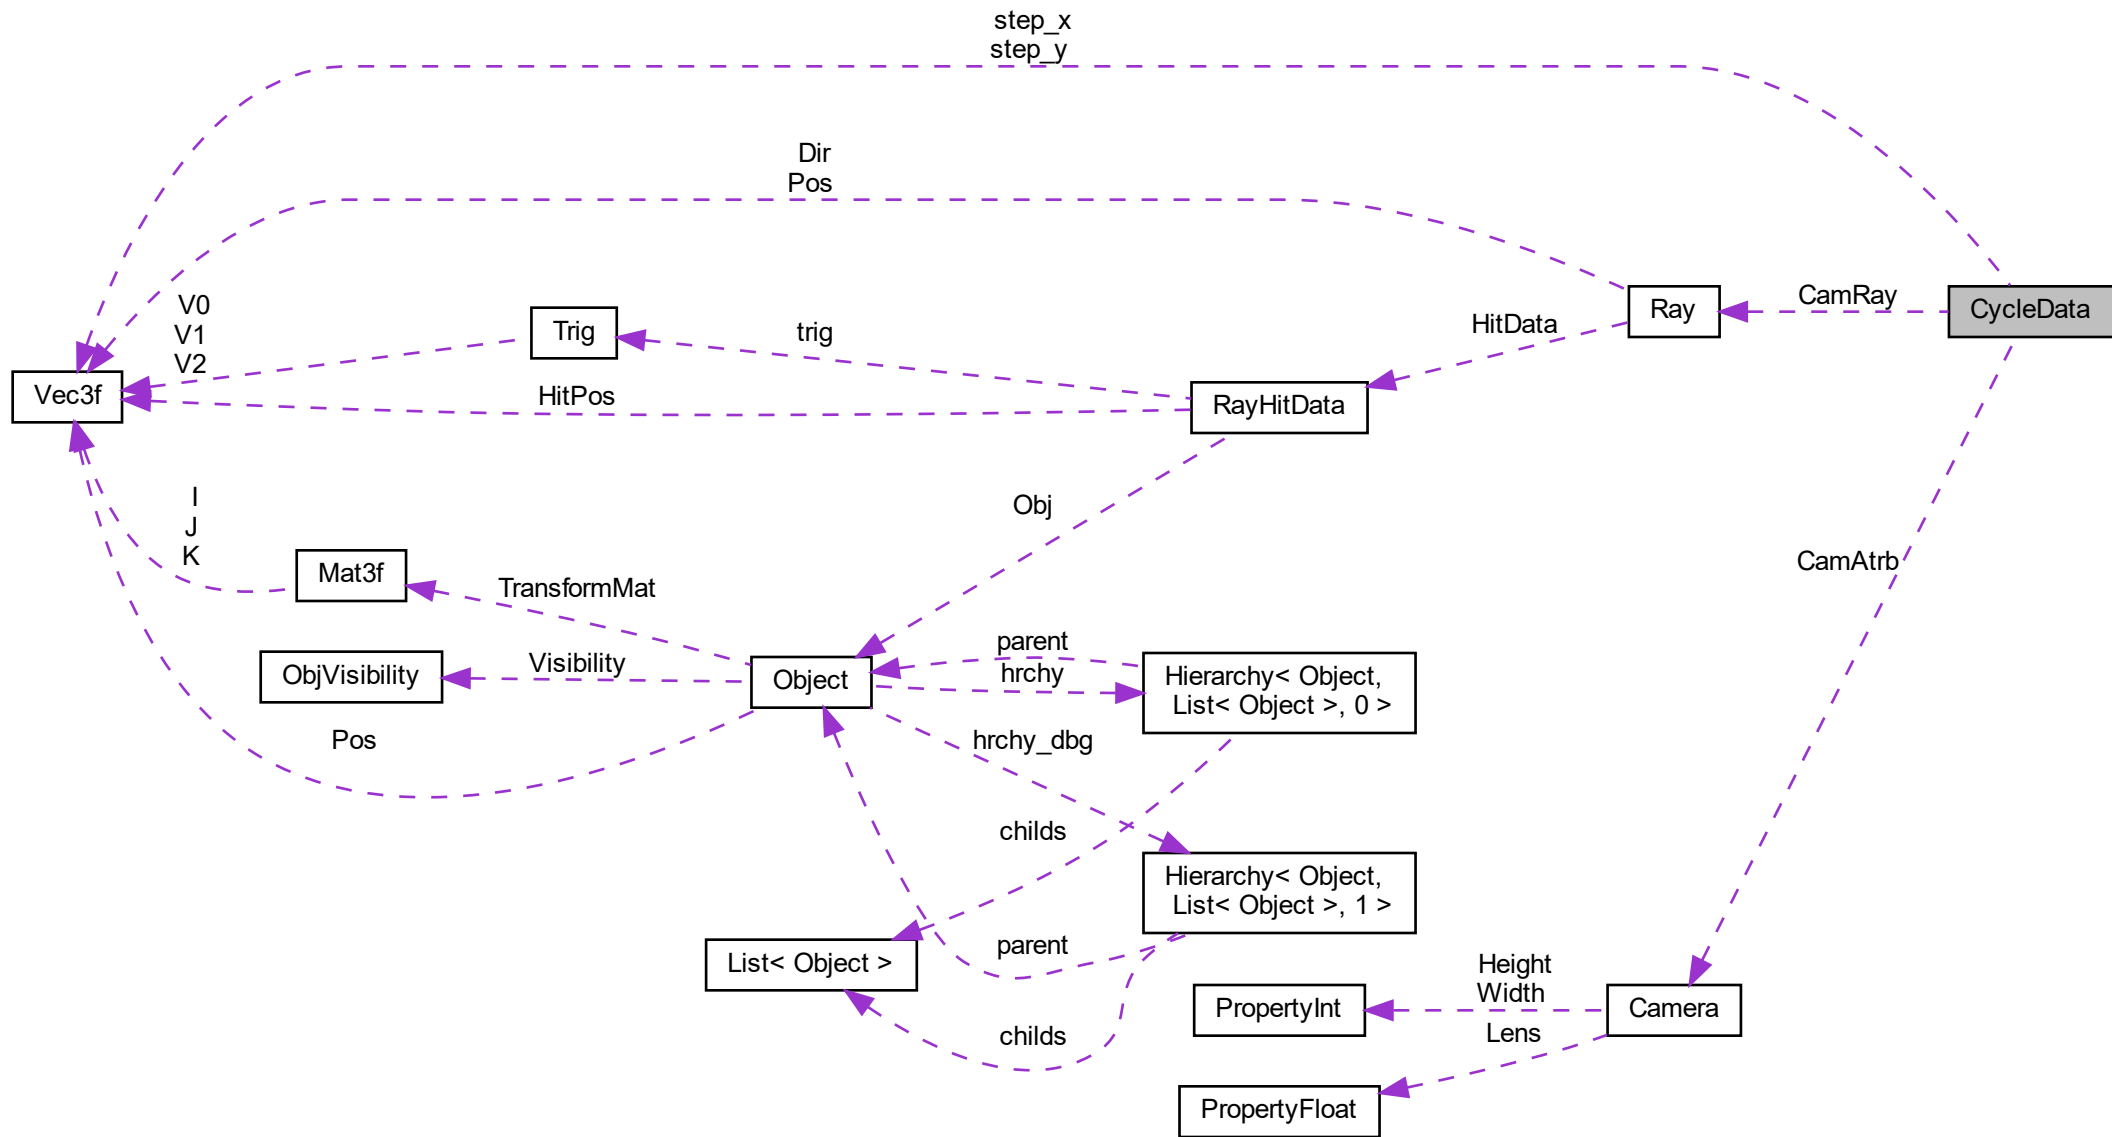 step_x
step_y
Dir
Pos
V0
V1
V2
Trig
trig
HitData
Ray
CamRay
CycleData
Vec3f
HitPos
RayHitData
I
J
K
Obj
CamAtrb
Mat3f
TransformMat
ObjVisibility
Visibility
Object
parent
hrchy
Hierarchy< Object,
List< Object >, 0 >
Pos
hrchy_dbg
childs
Hierarchy< Object,
List< Object >, 1 >
List< Object >
parent
childs
PropertyInt
Height
Width
Camera
Lens
PropertyFloat